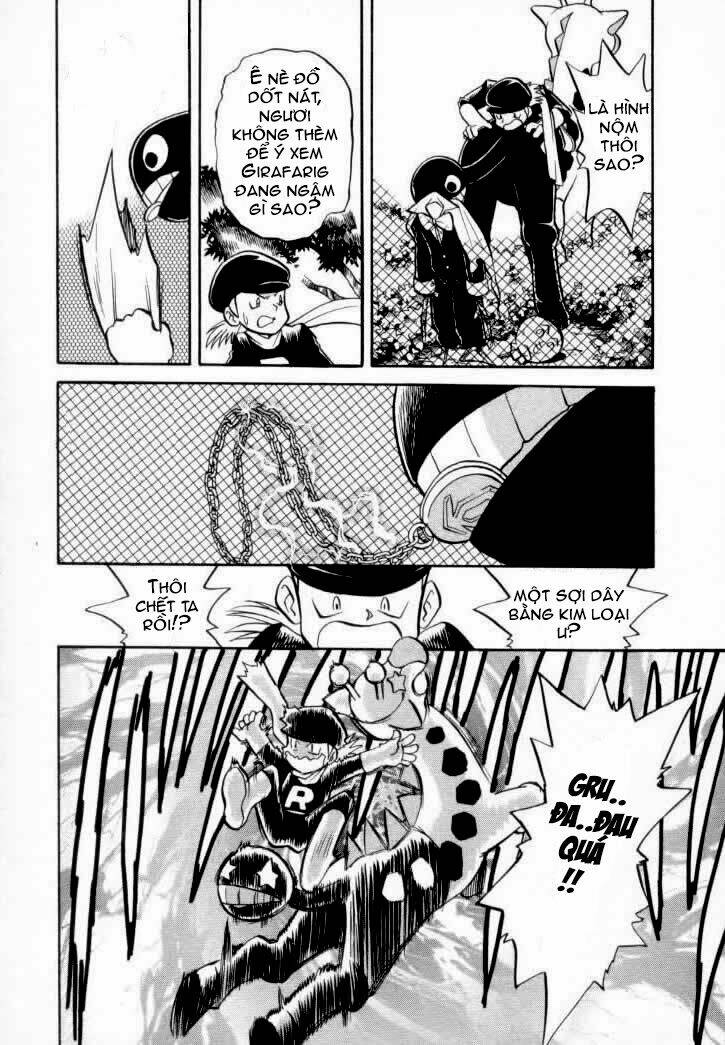 LÀ HÌNH
NỘM
THÔI
SAO?
Ê NÈ ĐỒ
DỐT NÁT,
NGƯƠI
KHÔNG THÈM
ĐỂ Ý XEM
GIRAFARIG
ĐANG NGẬM
GÌ SAO?
MỘT SỢI DÂY
BẰNG KIM LOẠI
Ư?
THÔI
CHẾT TA
RỒI!?
R
GRU..
ĐA..ĐAU
QUÁ
!!